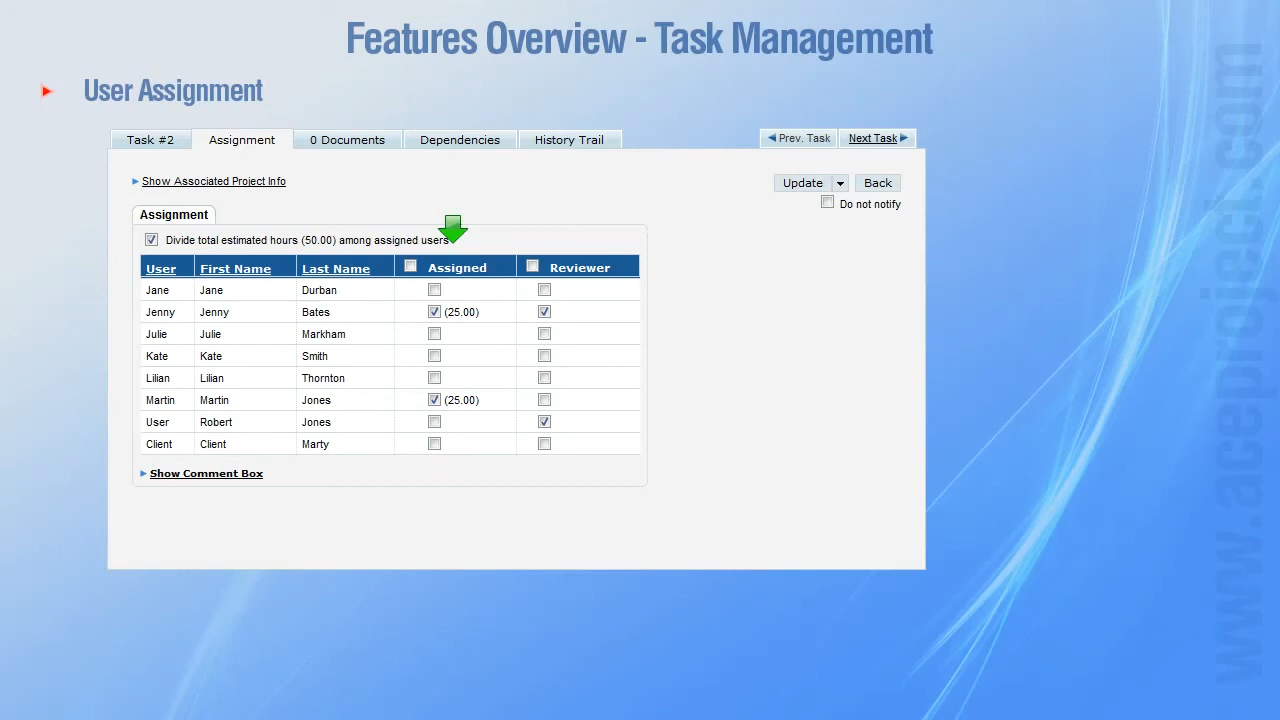 Features Overview - Task Management
User Assignment
Task #2 Assignment 0 Documents Dependencies History Trail Prev. Task Next Task
Show Associated Project Info
Update Back
Do not notify
Assignment
Divide total estimated hours (50.00) among assigned users
User First Name Last Name Assigned Reviewer
Jane Jane Durban
Jenny Jenny Bates (25.00)
Julie Julie Markham
Kate Kate Smith
Lilian Lilian Thornton
Martin Martin Jones (25.00)
User Robert Jones
Client Client Marty
Show Comment Box
www.aceproject.com